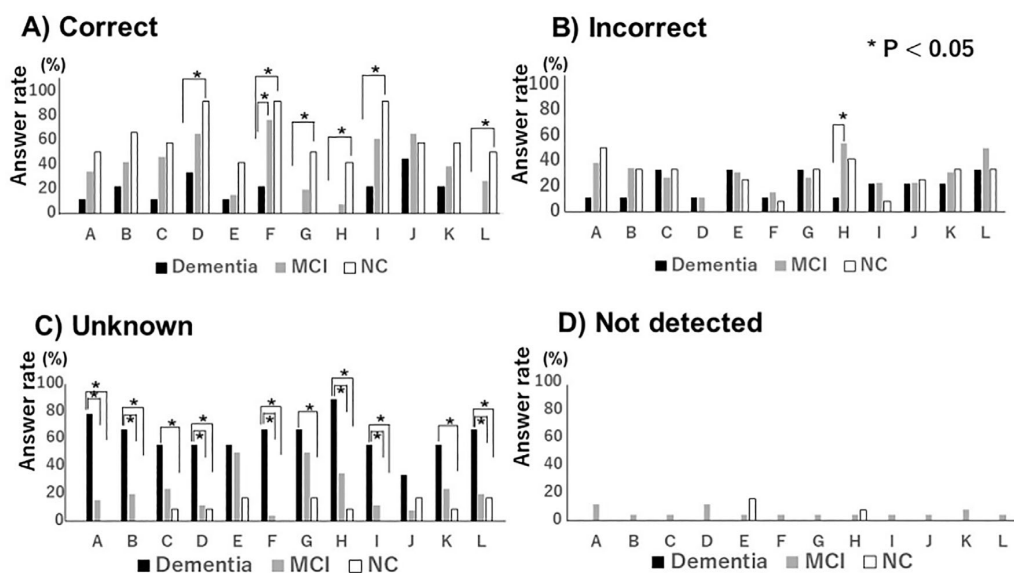 A) Correct
(%)
Answer rate
100
80
60
40
20
0
* * * * * * *
A B C D E F G H I J K L
Dementia MCI NC
B) Incorrect
* P < 0.05
(%)
Answer rate
100
80
60
40
20
0
*
A B C D E F G H I J K L
Dementia MCI NC
C) Unknown
(%)
Answer rate
100
80
60
40
20
0
* * * * * * * * * *
* * * * * * *
A B C D E F G H I J K L
Dementia MCI NC
D) Not detected
(%)
Answer rate
100
80
60
40
20
0
A B C D E F G H I J K L
Dementia MCI NC